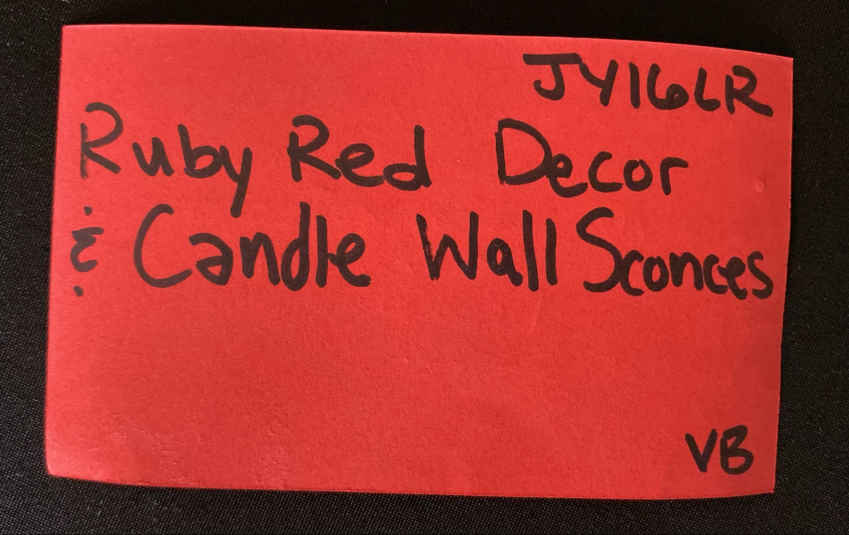 JY16LR
Ruby Red Decor
& Candle Wall Sconces
VB